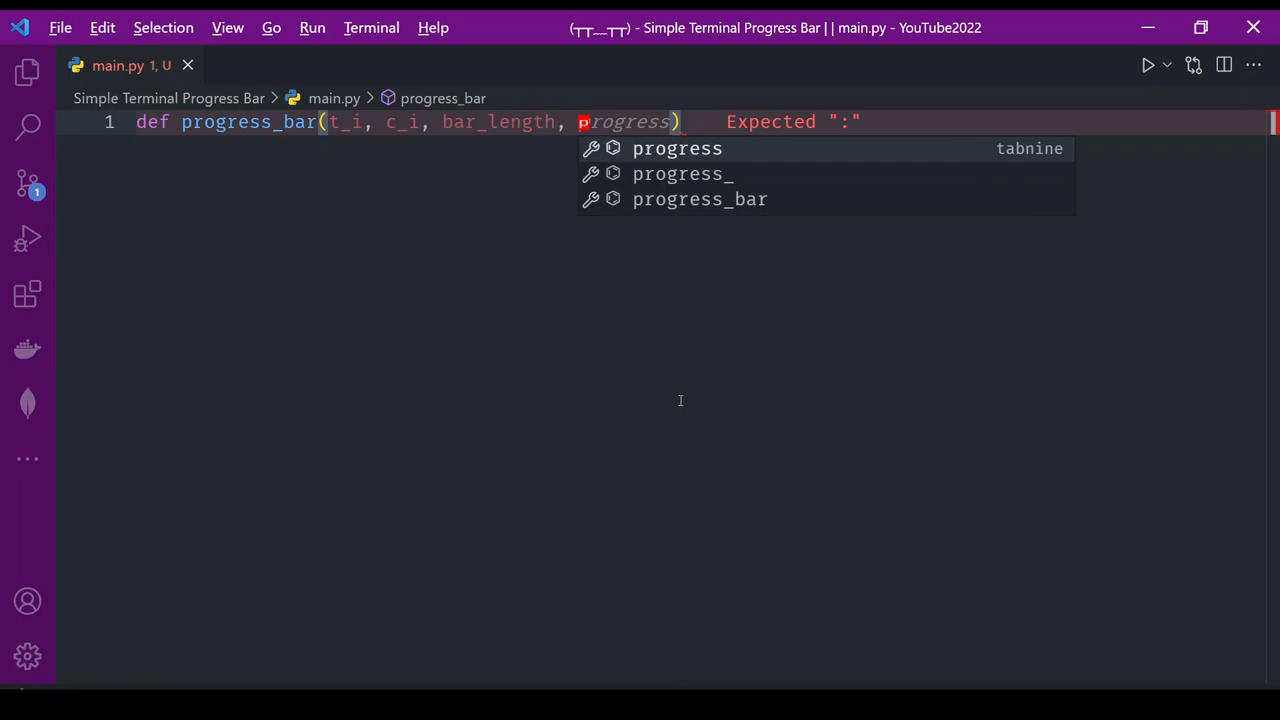 File Edit Selection View Go Run Terminal Help (┬┬﹏┬┬) - Simple Terminal Progress Bar | | main.py - YouTube2022
main.py 1, U
Simple Terminal Progress Bar > main.py > progress_bar
1 def progress_bar(t_i, c_i, bar_length, progress) Expected ":"
progress tabnine
progress_
progress_bar
1